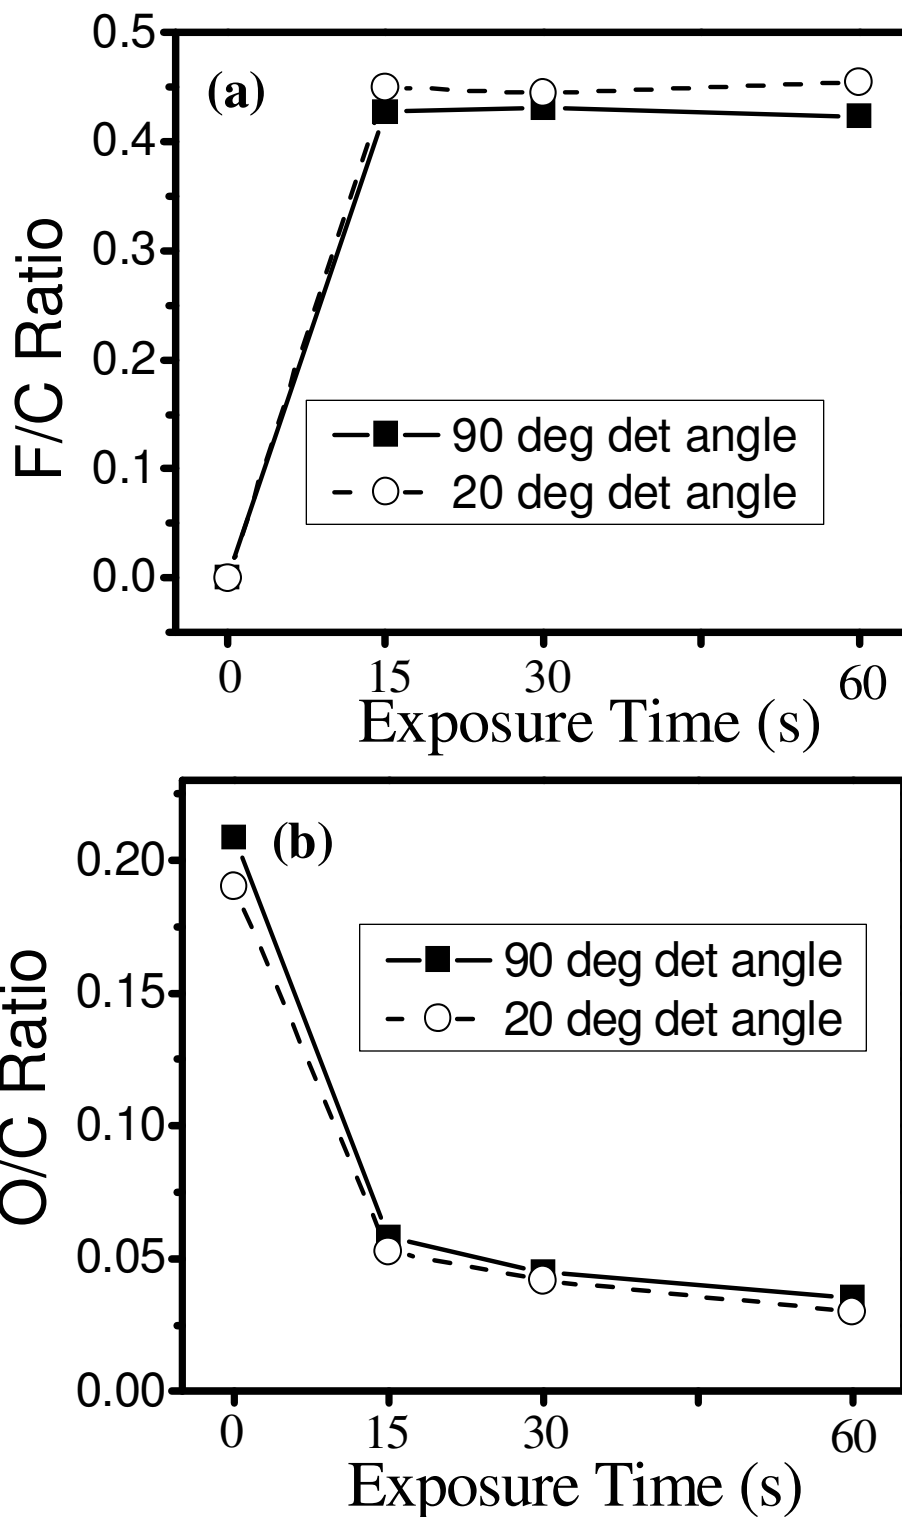 0.5
(a)
0.4
0.3
0.2
0.1
0.0
F/C Ratio
90 deg det angle
20 deg det angle
0 15 30 60
Exposure Time (s)
(b)
0.20
0.15
0.10
0.05
0.00
O/C Ratio
90 deg det angle
20 deg det angle
0 15 30 60
Exposure Time (s)